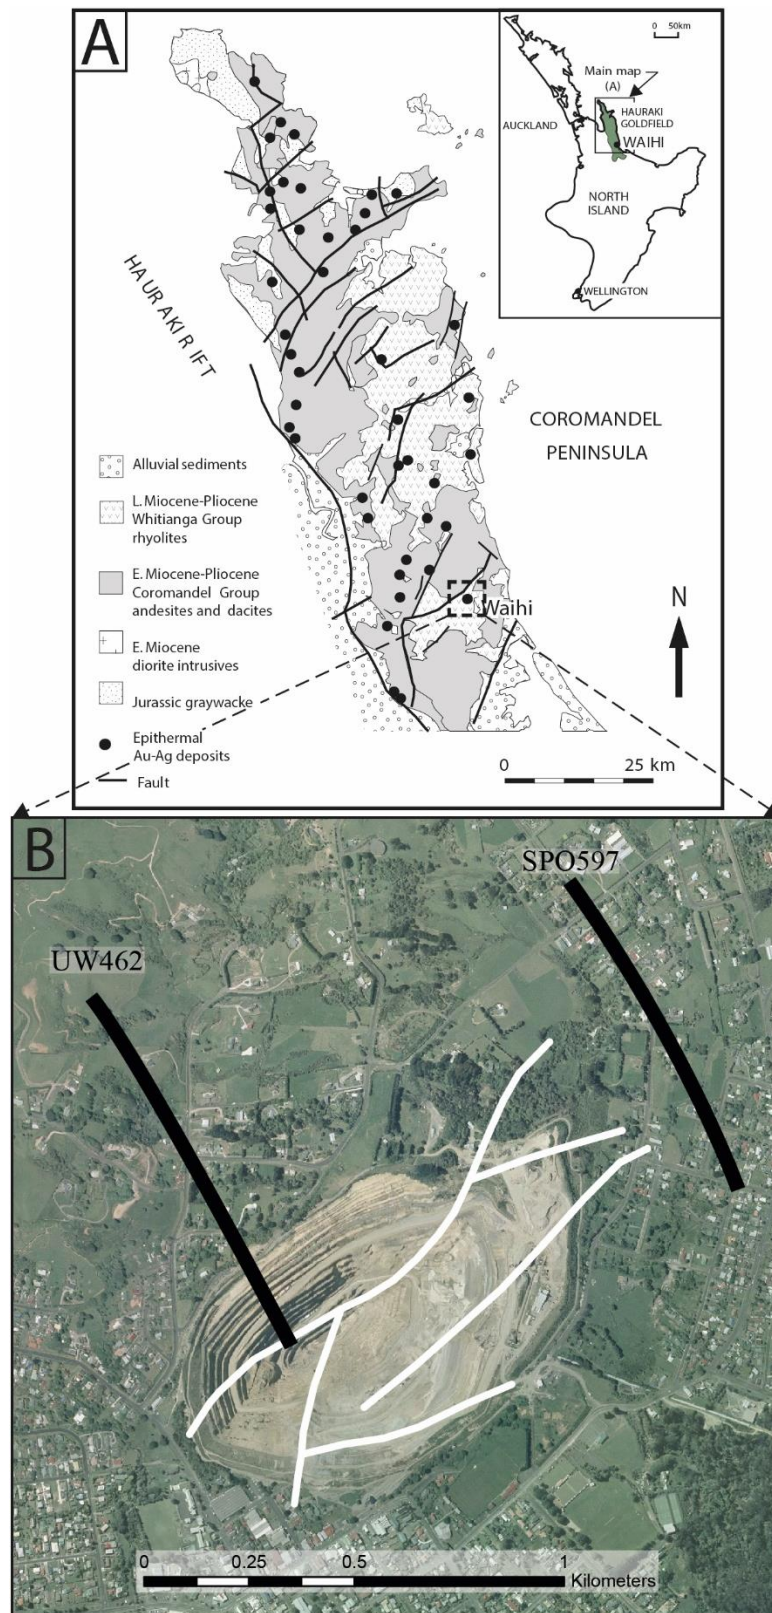 A
0 50km
Main map
(A)
HAURAKI
GOLDFIELD
AUCKLAND
WAIHI
NORTH
ISLAND
WELLINGTON
HAURAKI RIFT
COROMANDEL
PENINSULA
Alluvial sediments
L. Miocene-Pliocene
Whitianga Group
rhyolites
E. Miocene-Pliocene
Coromandel Group
andesites and dacites
E. Miocene
diorite intrusives
Jurassic graywacke
Epithermal
Au-Ag deposits
Fault
Waihi
N
0 25 km
B
SPO597
UW462
0 0.25 0.5 1
Kilometers